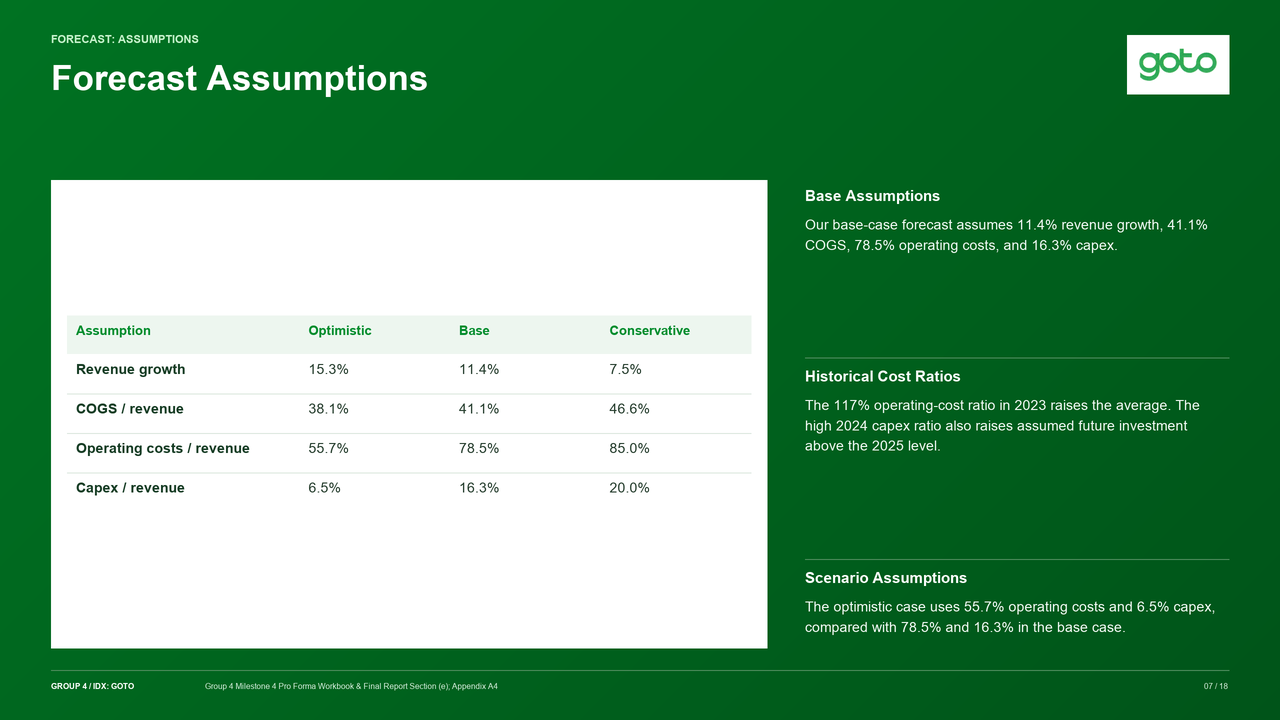 FORECAST: ASSUMPTIONS
Forecast Assumptions
goto
Assumption Optimistic Base Conservative
Revenue growth 15.3% 11.4% 7.5%
COGS / revenue 38.1% 41.1% 46.6%
Operating costs / revenue 55.7% 78.5% 85.0%
Capex / revenue 6.5% 16.3% 20.0%
Base Assumptions
Our base-case forecast assumes 11.4% revenue growth, 41.1%
COGS, 78.5% operating costs, and 16.3% capex.
Historical Cost Ratios
The 117% operating-cost ratio in 2023 raises the average. The
high 2024 capex ratio also raises assumed future investment
above the 2025 level.
Scenario Assumptions
The optimistic case uses 55.7% operating costs and 6.5% capex,
compared with 78.5% and 16.3% in the base case.
GROUP 4 / IDX: GOTO
Group 4 Milestone 4 Pro Forma Workbook & Final Report Section (e); Appendix A4
07 / 18